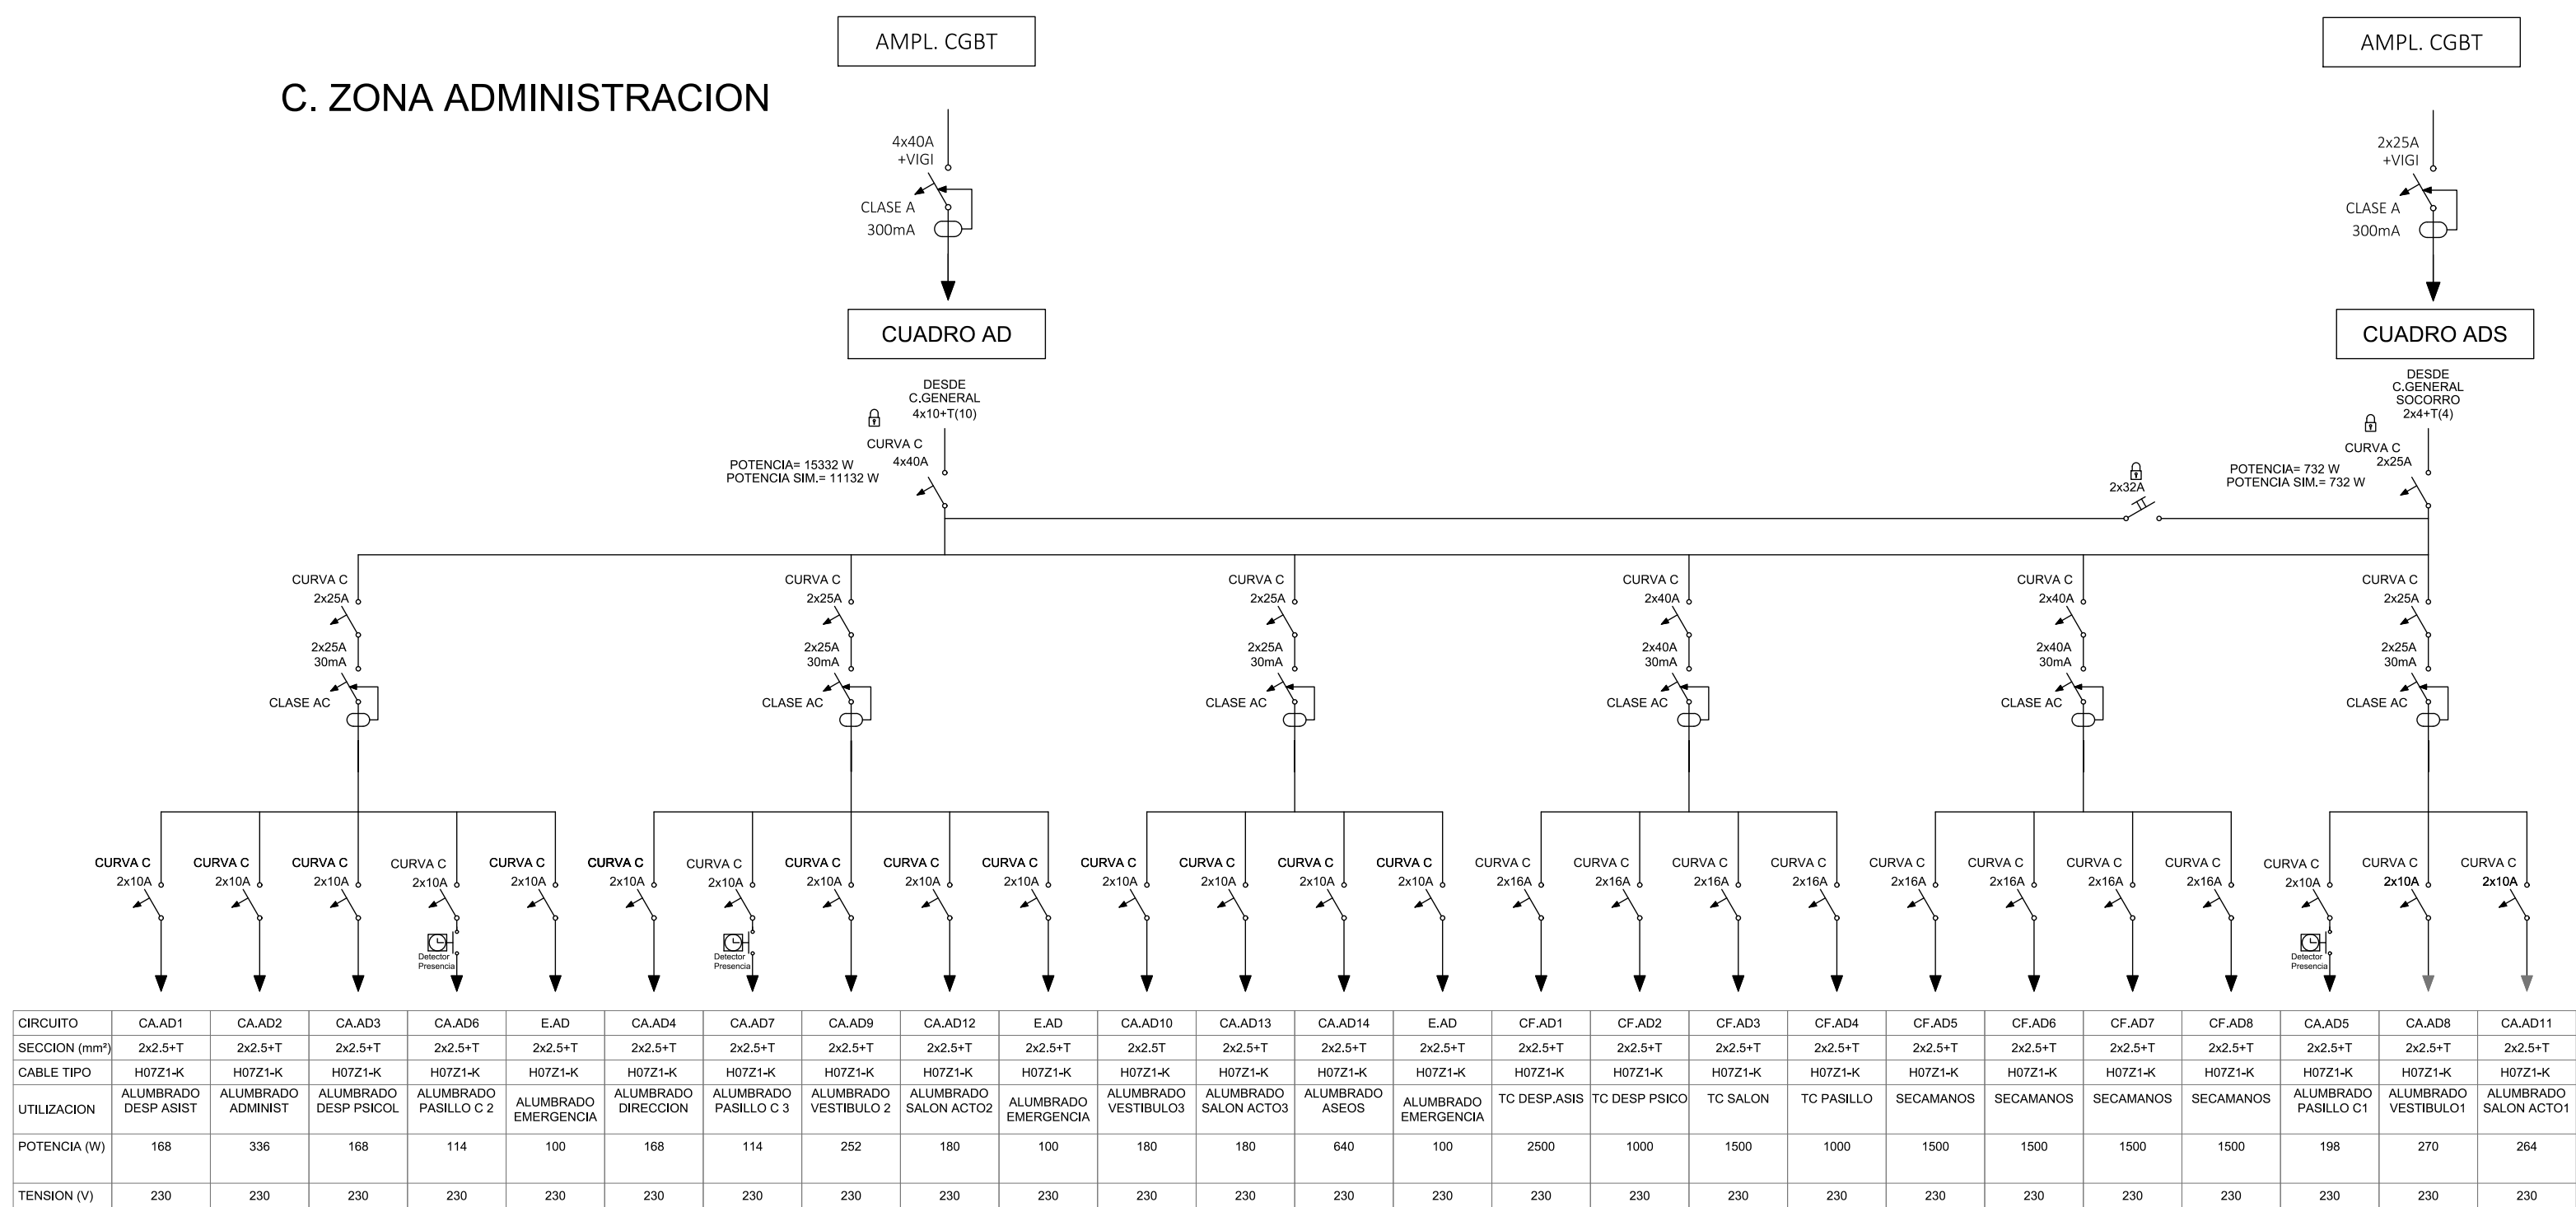 AMPL. CGBT
AMPL. CGBT
C. ZONA ADMINISTRACION
4x40A
+VIGI
CLASE A
300mA
2x25A
+VIGI
CLASE A
300mA
CUADRO AD
CUADRO ADS
DESDE
C.GENERAL
4x10+T(10)
CURVA C
4x40A
POTENCIA= 15332 W
POTENCIA SIM.= 11132 W
DESDE
C.GENERAL
SOCORRO
2x4+T(4)
CURVA C
2x25A
2x32A
POTENCIA= 732 W
POTENCIA SIM.= 732 W
CURVA C
2x25A
2x25A
30mA
CLASE AC
CURVA C
2x25A
2x25A
30mA
CLASE AC
CURVA C
2x25A
2x25A
30mA
CLASE AC
CURVA C
2x40A
2x40A
30mA
CLASE AC
CURVA C
2x40A
2x40A
30mA
CLASE AC
CURVA C
2x25A
2x25A
30mA
CLASE AC
CURVA C
2x10A
CURVA C
2x10A
CURVA C
2x10A
CURVA C
2x10A
Detector
Presencia
CURVA C
2x10A
CURVA C
2x10A
CURVA C
2x10A
Detector
Presencia
CURVA C
2x10A
CURVA C
2x10A
CURVA C
2x10A
CURVA C
2x10A
CURVA C
2x10A
CURVA C
2x10A
CURVA C
2x10A
CURVA C
2x16A
CURVA C
2x16A
CURVA C
2x16A
CURVA C
2x16A
CURVA C
2x16A
CURVA C
2x16A
CURVA C
2x16A
CURVA C
2x16A
CURVA C
2x10A
Detector
Presencia
CURVA C
2x10A
CURVA C
2x10A
CIRCUITO CA.AD1 CA.AD2 CA.AD3 CA.AD6 E.AD CA.AD4 CA.AD7 CA.AD9 CA.AD12 E.AD CA.AD10 CA.AD13 CA.AD14 E.AD CF.AD1 CF.AD2 CF.AD3 CF.AD4 CF.AD5 CF.AD6 CF.AD7 CF.AD8 CA.AD5 CA.AD8 CA.AD11
SECCION (mm²) 2x2.5+T 2x2.5+T 2x2.5+T 2x2.5+T 2x2.5+T 2x2.5+T 2x2.5+T 2x2.5+T 2x2.5+T 2x2.5+T 2x2.5T 2x2.5+T 2x2.5+T 2x2.5+T 2x2.5+T 2x2.5+T 2x2.5+T 2x2.5+T 2x2.5+T 2x2.5+T 2x2.5+T 2x2.5+T 2x2.5+T 2x2.5+T 2x2.5+T
CABLE TIPO H07Z1-K H07Z1-K H07Z1-K H07Z1-K H07Z1-K H07Z1-K H07Z1-K H07Z1-K H07Z1-K H07Z1-K H07Z1-K H07Z1-K H07Z1-K H07Z1-K H07Z1-K H07Z1-K H07Z1-K H07Z1-K H07Z1-K H07Z1-K H07Z1-K H07Z1-K H07Z1-K H07Z1-K H07Z1-K
UTILIZACION
ALUMBRADO
DESP ASIST
ALUMBRADO
ADMINIST
ALUMBRADO
DESP PSICOL
ALUMBRADO
PASILLO C 2
ALUMBRADO
EMERGENCIA
ALUMBRADO
DIRECCION
ALUMBRADO
PASILLO C 3
ALUMBRADO
VESTIBULO 2
ALUMBRADO
SALON ACTO2
ALUMBRADO
EMERGENCIA
ALUMBRADO
VESTIBULO3
ALUMBRADO
SALON ACTO3
ALUMBRADO
ASEOS
ALUMBRADO
EMERGENCIA
TC DESP.ASIS
TC DESP PSICO
TC SALON
TC PASILLO
SECAMANOS
SECAMANOS
SECAMANOS
SECAMANOS
ALUMBRADO
PASILLO C1
ALUMBRADO
VESTIBULO1
ALUMBRADO
SALON ACTO1
POTENCIA (W) 168 336 168 114 100 168 114 252 180 100 180 180 640 100 2500 1000 1500 1000 1500 1500 1500 1500 198 270 264
TENSION (V) 230 230 230 230 230 230 230 230 230 230 230 230 230 230 230 230 230 230 230 230 230 230 230 230 230